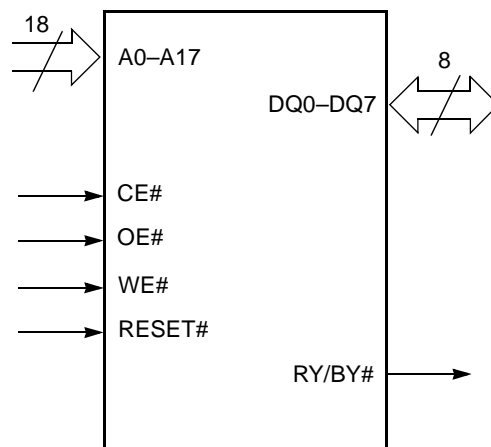 18
A0–A17
8
DQ0–DQ7
CE#
OE#
WE#
RESET#
RY/BY#